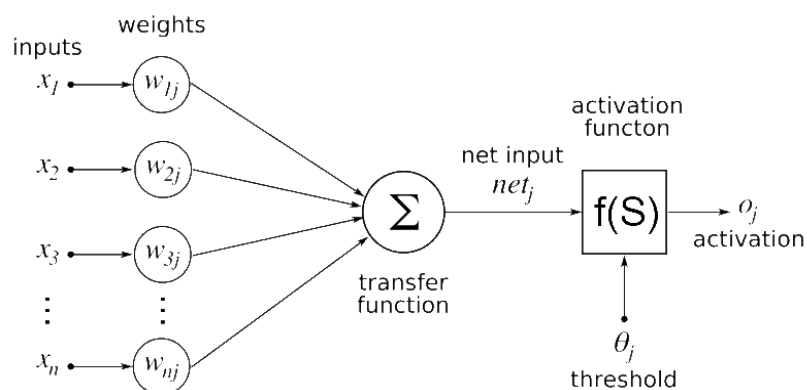 inputs
weights
x₁
w₁ⱼ
x₂
w₂ⱼ
x₃
w₃ⱼ
⋮
⋮
xₙ
wₙⱼ
Σ
transfer
function
net input
netⱼ
activation
functon
f(S)
oⱼ
activation
θⱼ
threshold